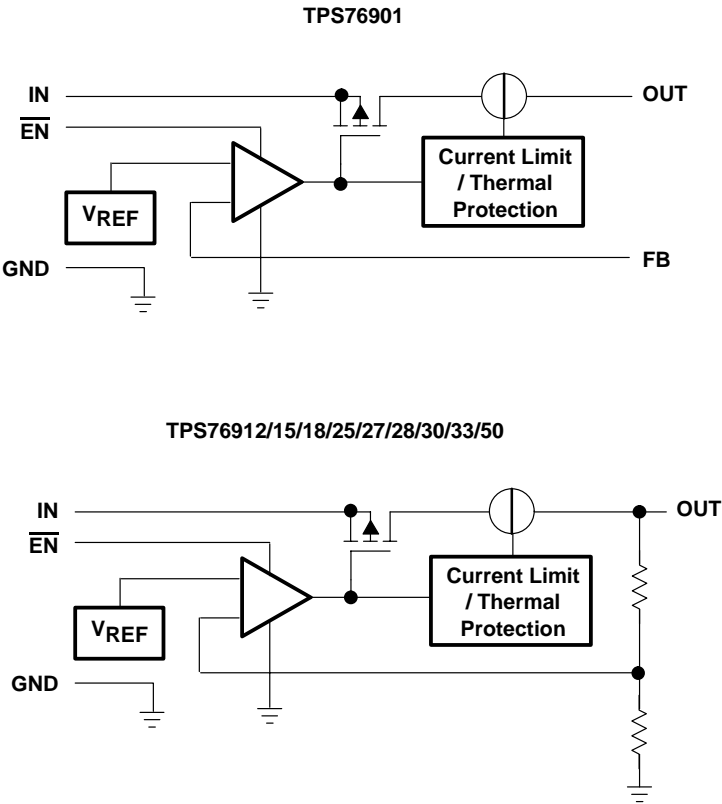 TPS76901
IN
OUT
EN
Current Limit
/ Thermal
Protection
VREF
GND
FB
TPS76912/15/18/25/27/28/30/33/50
IN
OUT
EN
Current Limit
/ Thermal
Protection
VREF
GND